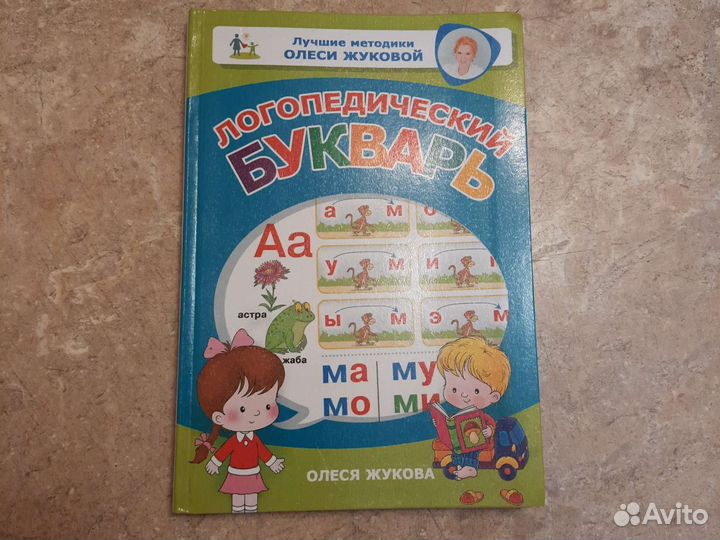 Лучшие методики
ОЛЕСИ ЖУКОВОЙ
ЛОГОПЕДИЧЕСКИЙ
БУКВАРЬ
а м о
Аа
у м и
астра
ы м э м
жаба
ма му
мо ми
ОЛЕСЯ ЖУКОВА
Avito